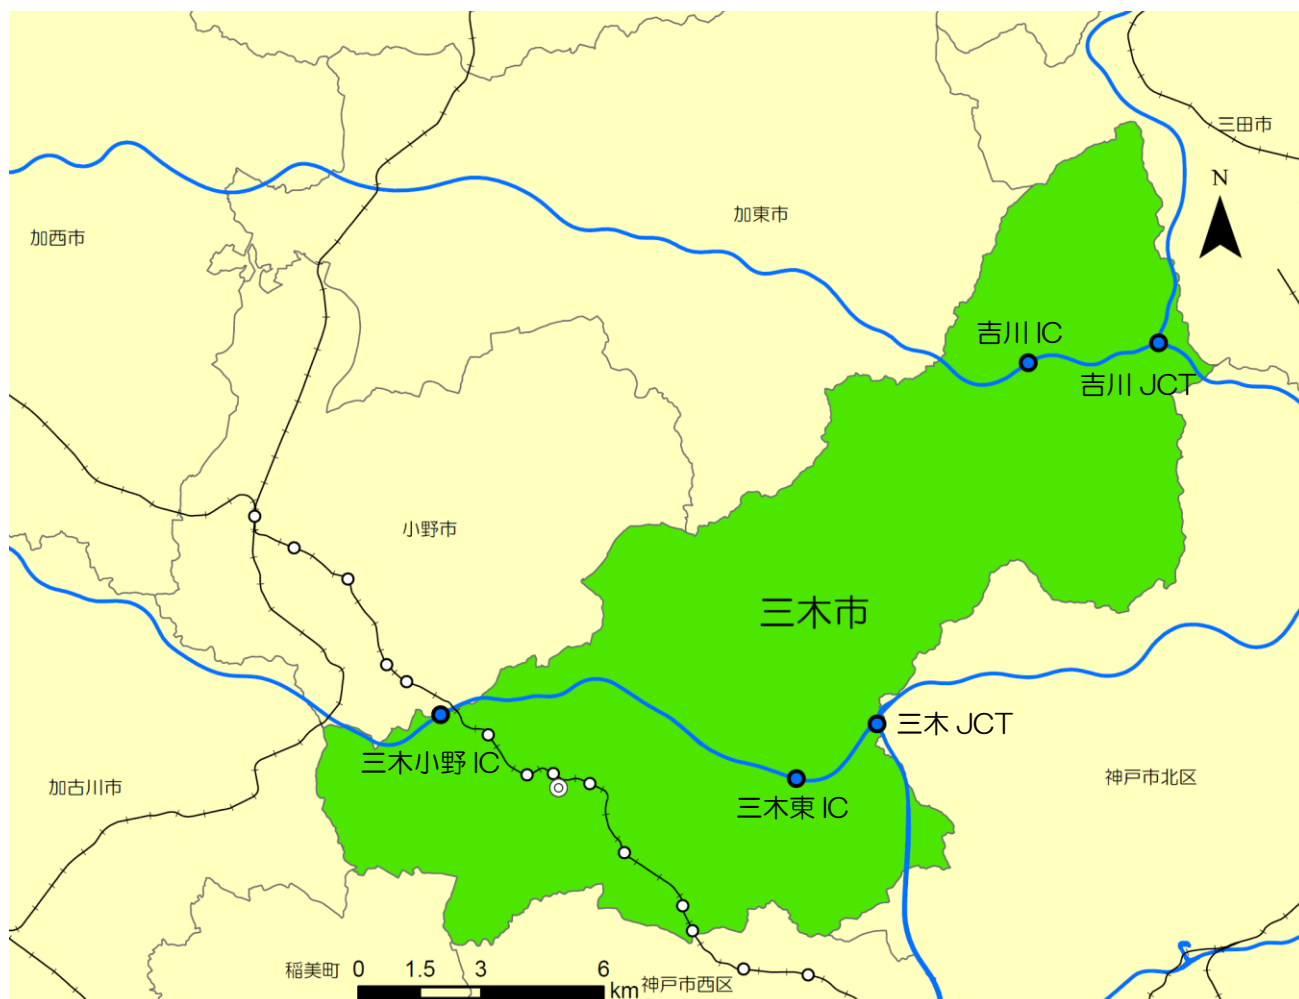 三田市
N
加東市
加西市
吉川 IC
吉川 JCT
小野市
三木市
三木 JCT
三木小野 IC
神戸市北区
加古川市
三木東 IC
稲美町
0 1.5 3 6 km
神戸市西区